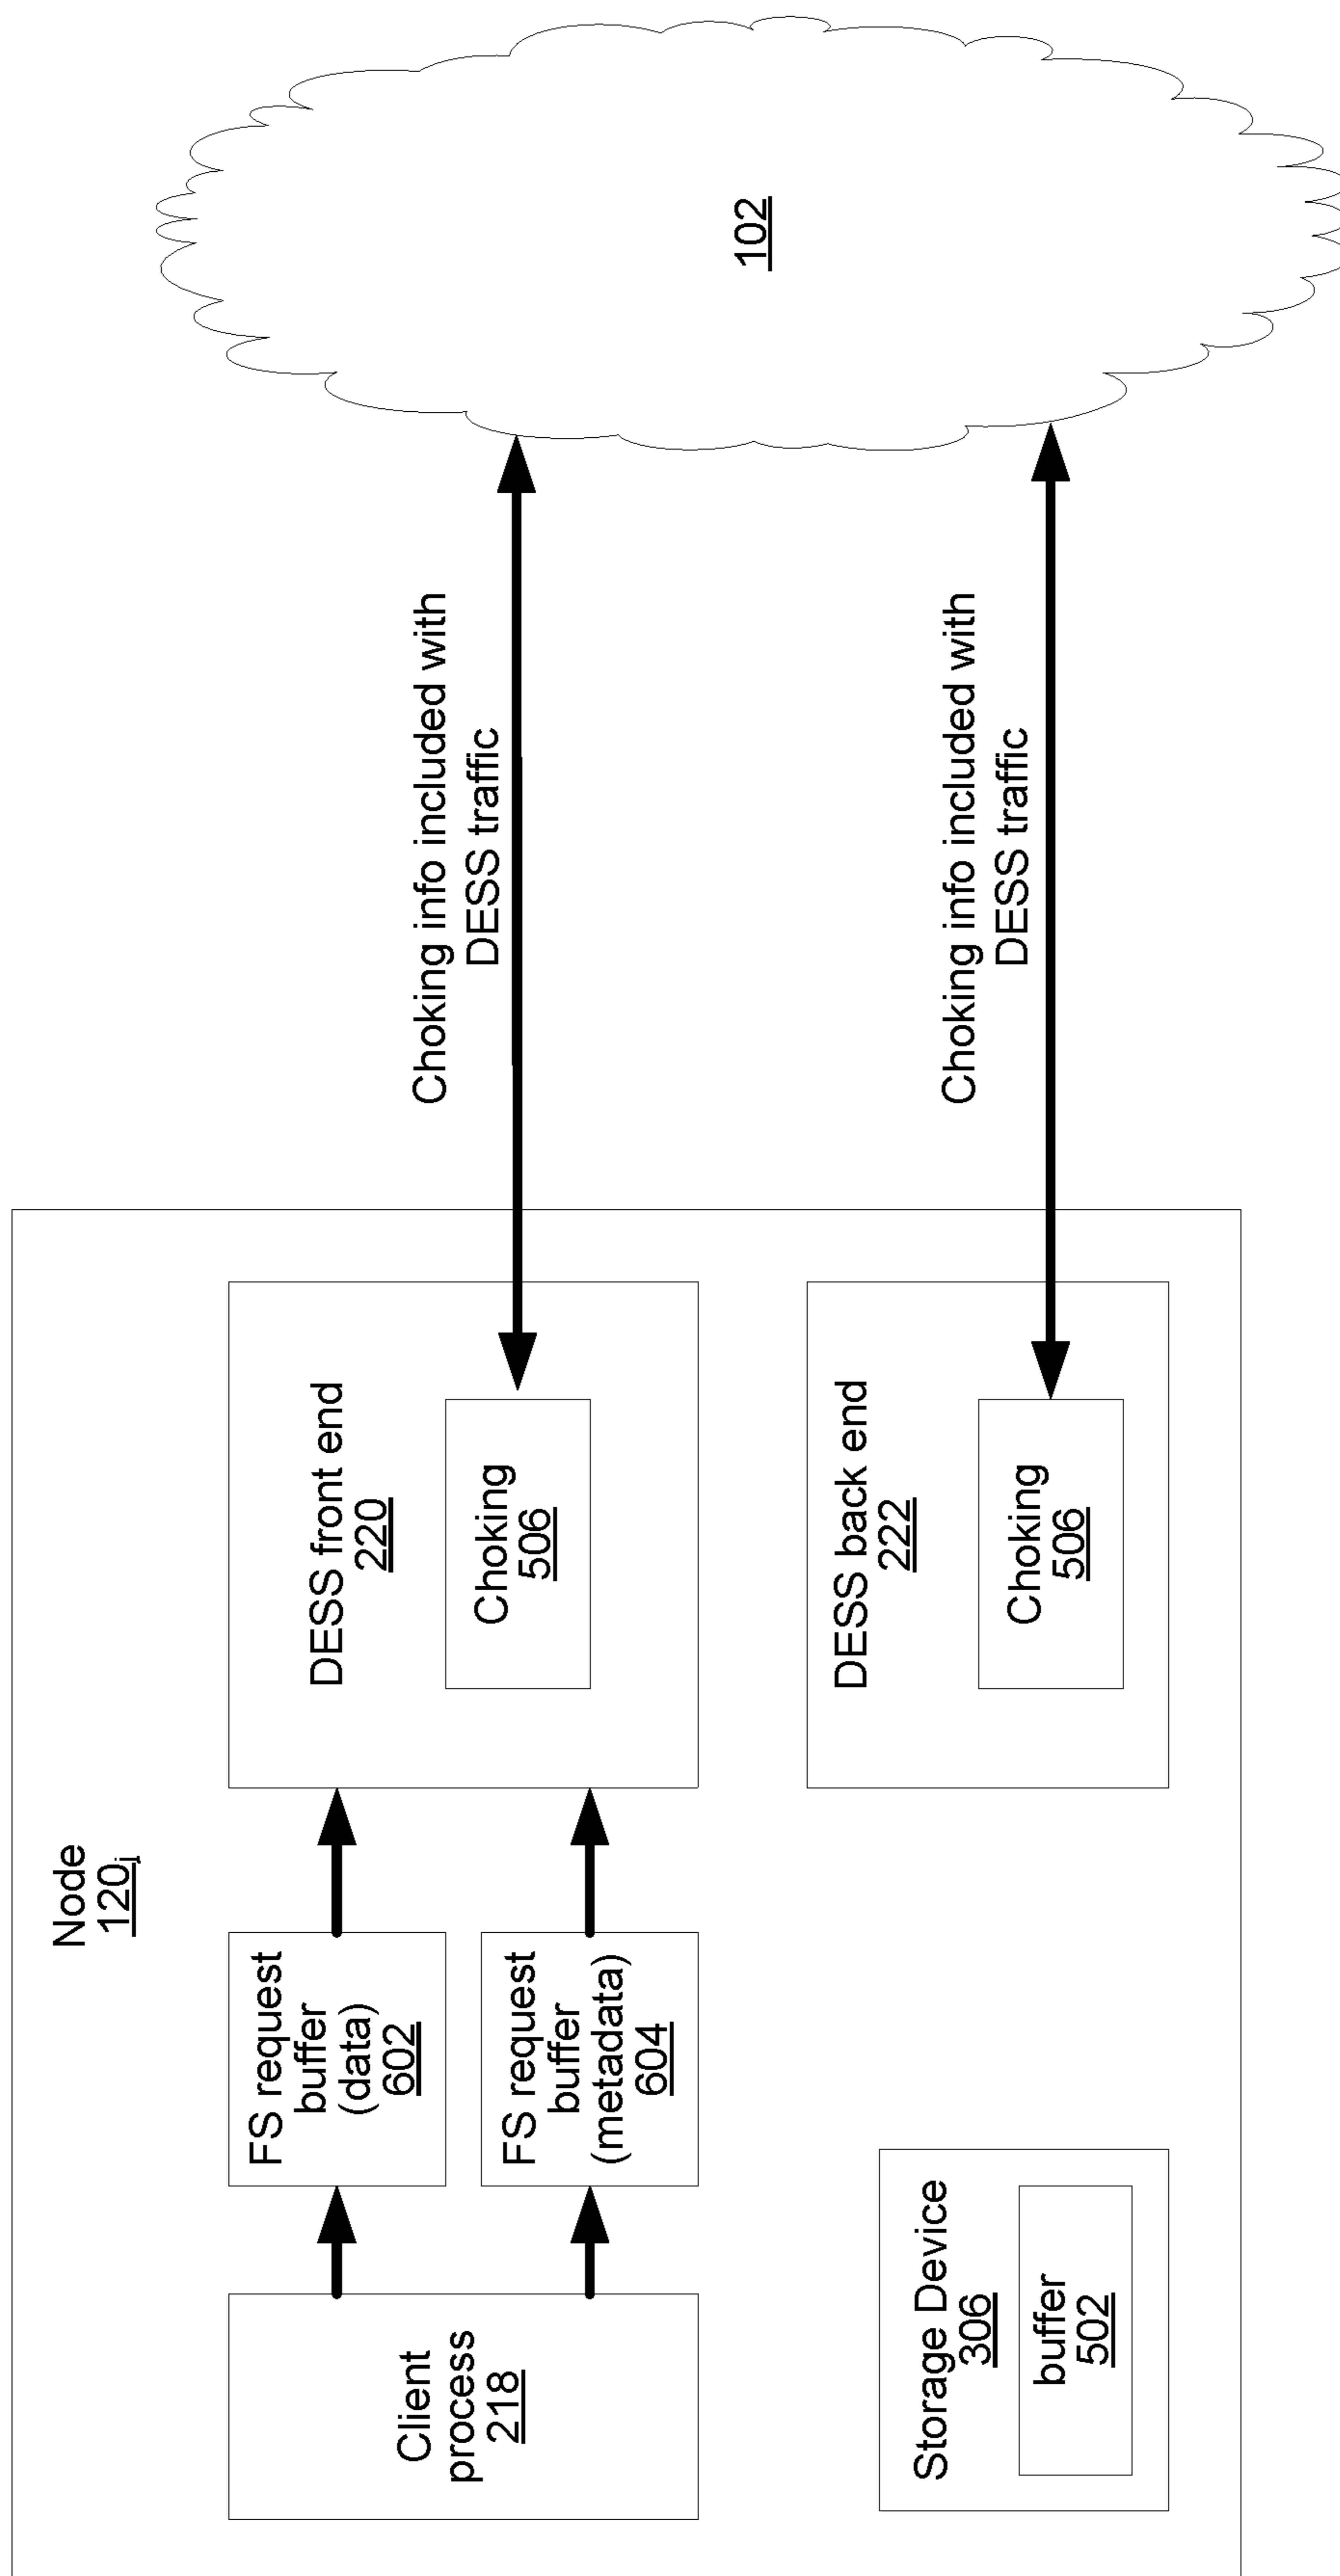 Node
120i
Client
process
218
FS request
buffer
(data)
602
FS request
buffer
(metadata)
604
DESS front end
220
Choking
506
Choking info included with
DESS traffic
102
Storage Device
306
buffer
502
DESS back end
222
Choking
506
Choking info included with
DESS traffic